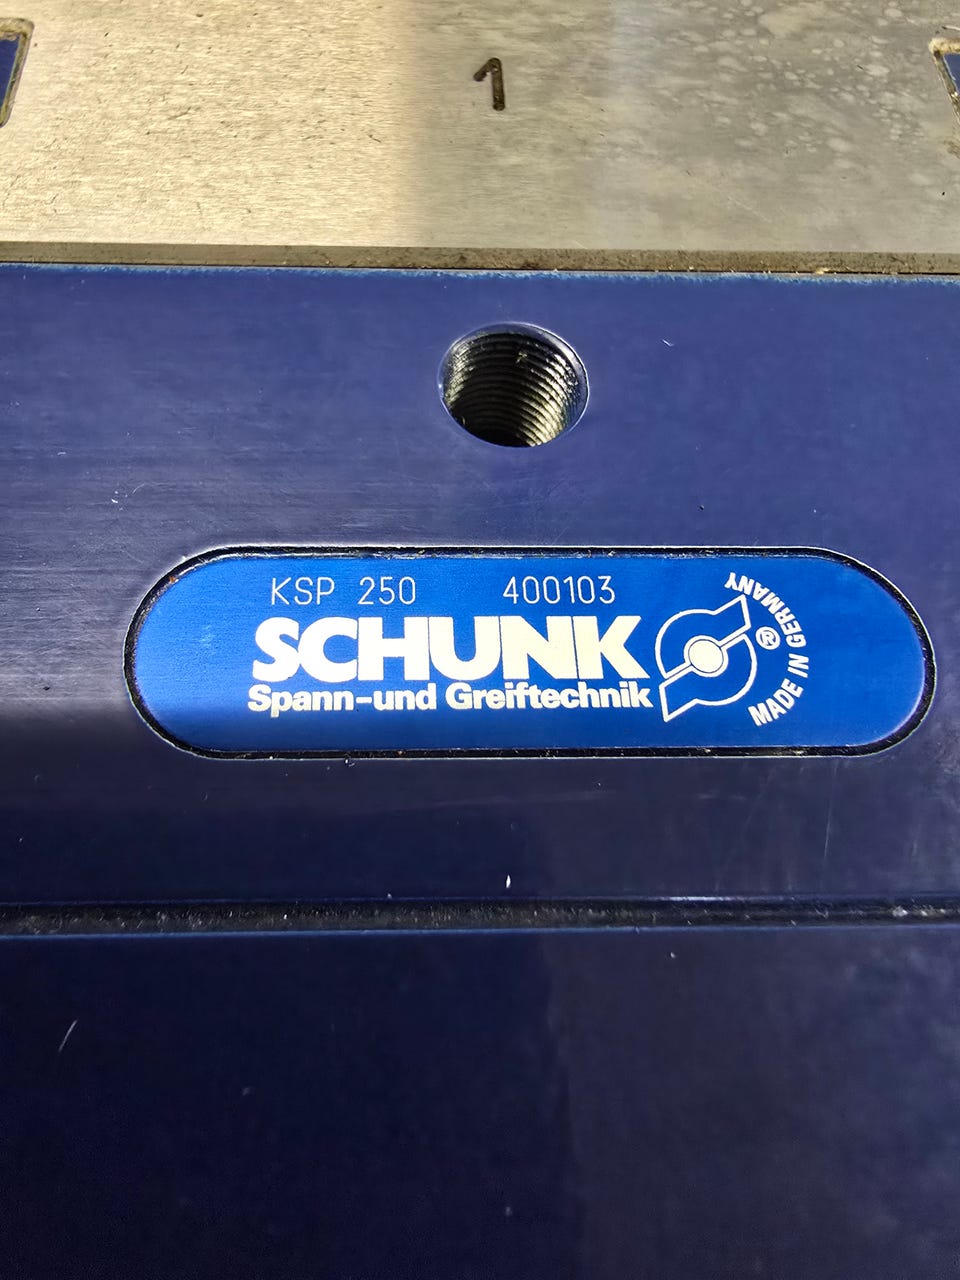 1
KSP 250 400103
SCHUNK
Spann-und Greiftechnik
® MADE IN GERMANY